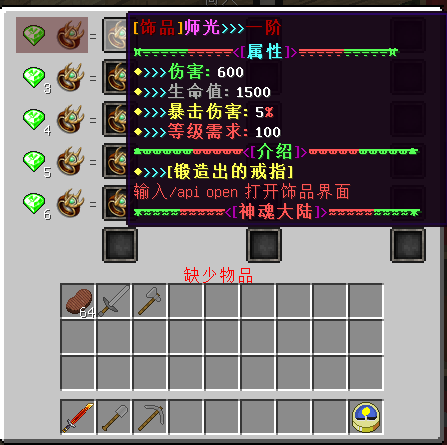 [饰品]师光>>>一阶
<[属性]>
>>>伤害: 600
>>>生命值: 1500
>>>暴击伤害: 5%
>>>等级需求: 100
<[介绍]>
>>>[锻造出的戒指]
输入/api open 打开饰品界面
<[神魂大陆]>
=
3 =
4 =
5 =
6 =
缺少物品
64